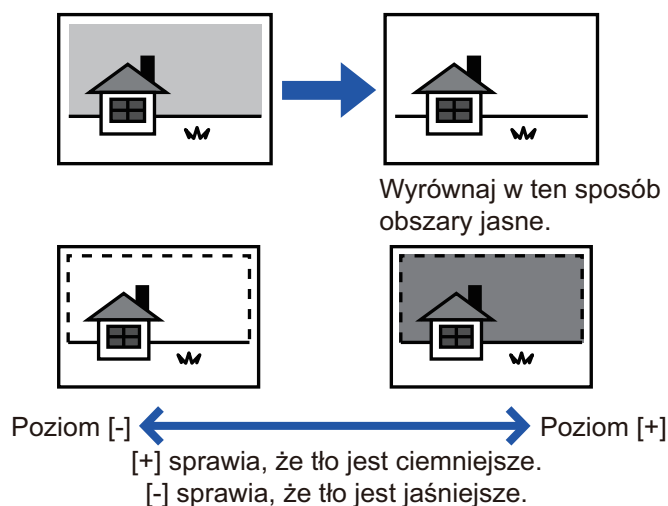 Wyrównaj w ten sposób
obszary jasne.
Poziom [-]
Poziom [+]
[+] sprawia, że tło jest ciemniejsze.
[-] sprawia, że tło jest jaśniejsze.